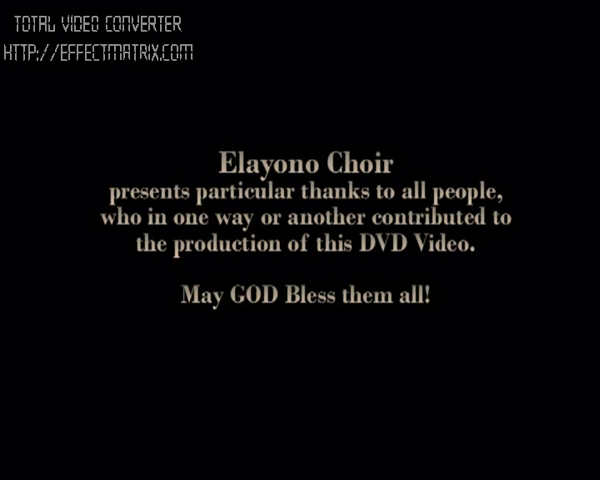 TOTAL VIDEO CONVERTER
HTTP://EFFECTMATRIX.COM
Elayono Choir
presents particular thanks to all people,
who in one way or another contributed to
the production of this DVD Video.
May GOD Bless them all!